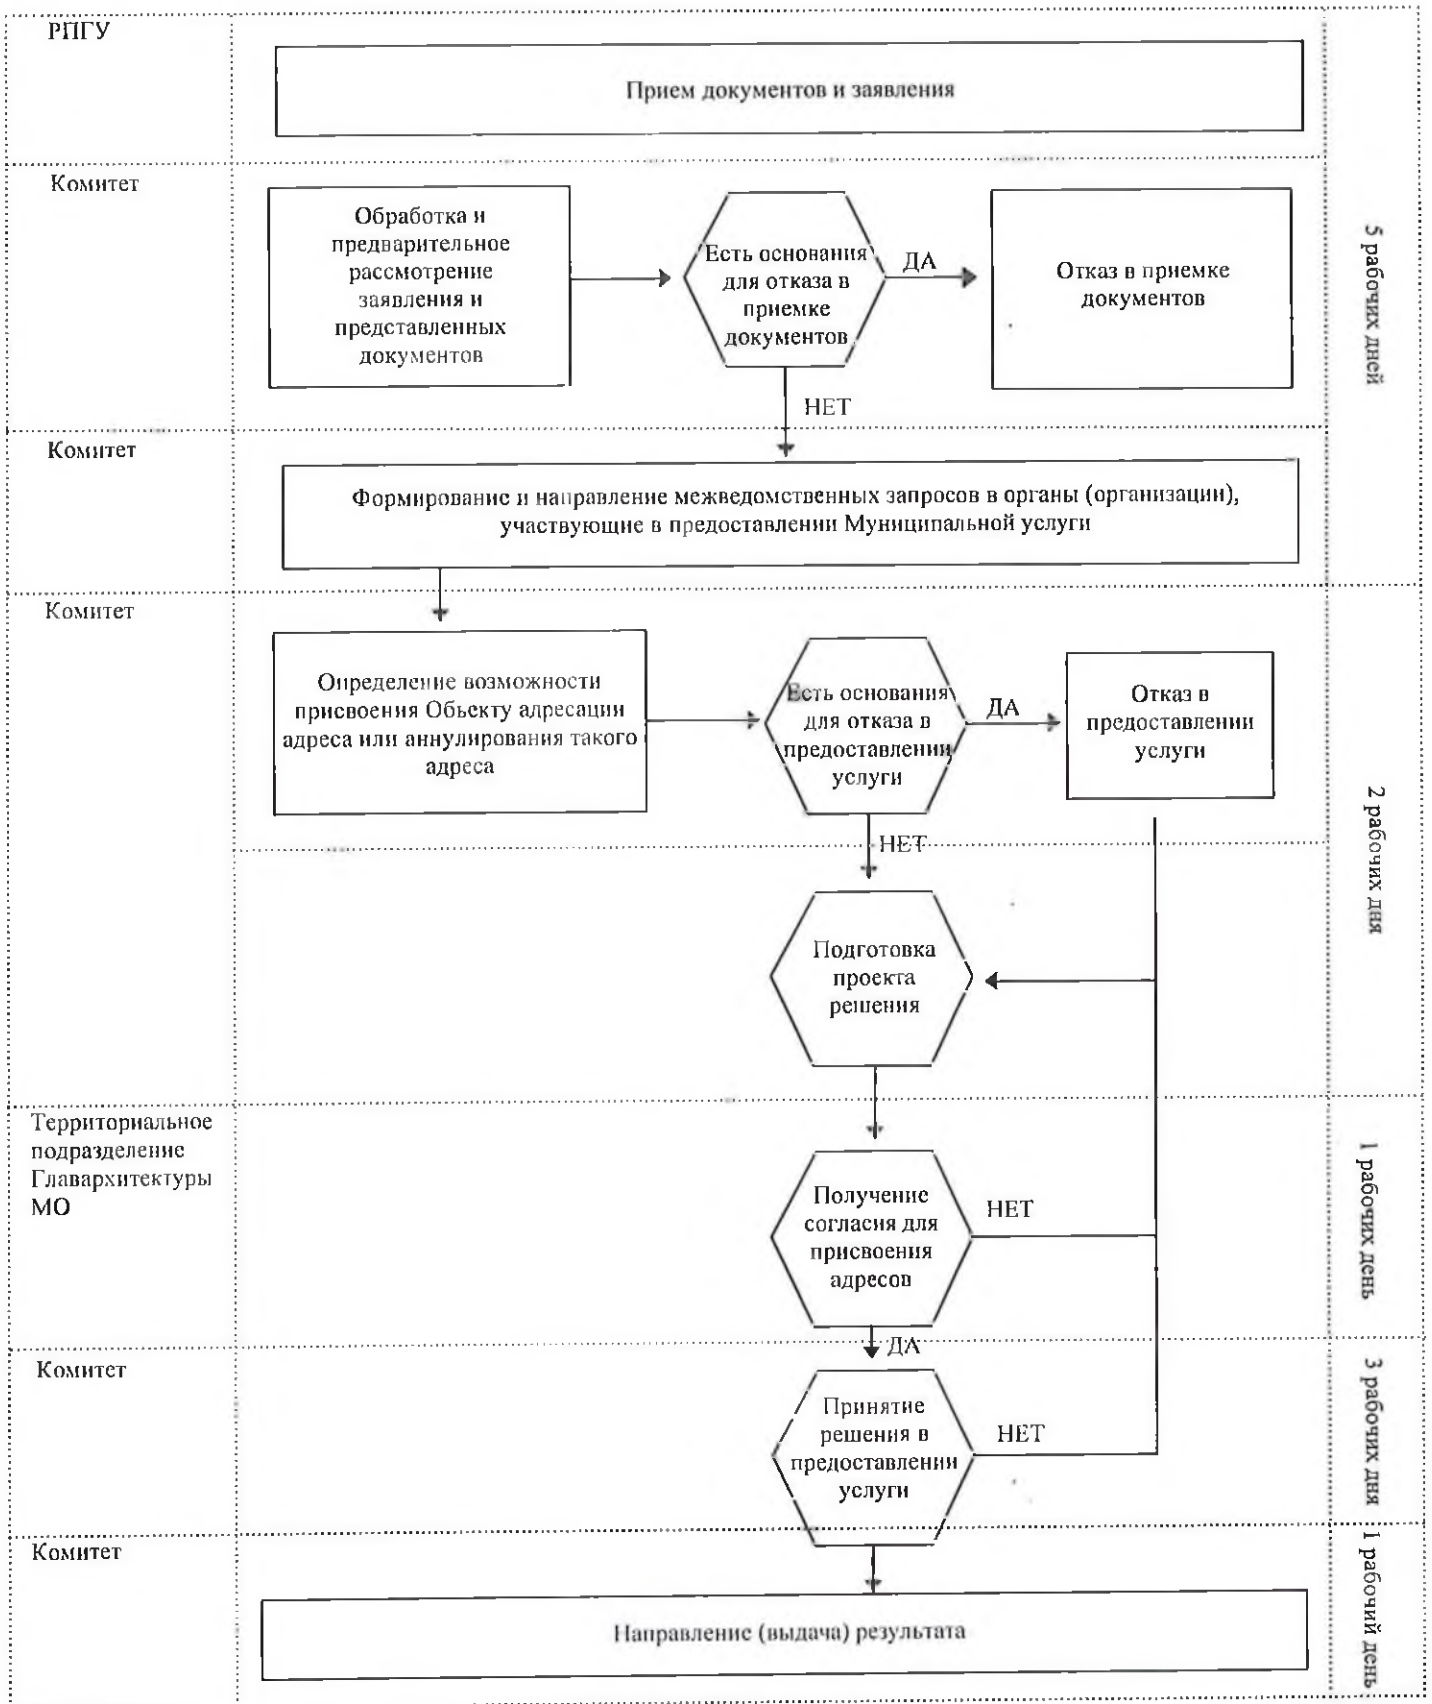 РПГУ
Прием документов и заявления
Комитет
Обработка и
предварительное
рассмотрение
заявления и
представленных
документов
Есть основания
для отказа в
приемке
документов
ДА
Отказ в приемке
документов
НЕТ
5 рабочих дней
Комитет
Формирование и направление межведомственных запросов в органы (организации),
участвующие в предоставлении Муниципальной услуги
Комитет
Определение возможности
присвоения Объекту адресации
адреса или аннулирования такого
адреса
Есть основания
для отказа в
предоставлении
услуги
ДА
Отказ в
предоставлении
услуги
НЕТ
2 рабочих дня
Подготовка
проекта
решения
Территориальное
подразделение
Главархитектуры
МО
Получение
согласия для
присвоения
адресов
НЕТ
1 рабочих день
ДА
Комитет
Принятие
решения в
предоставлении
услуги
НЕТ
3 рабочих дня
Комитет
Направление (выдача) результата
1 рабочий день